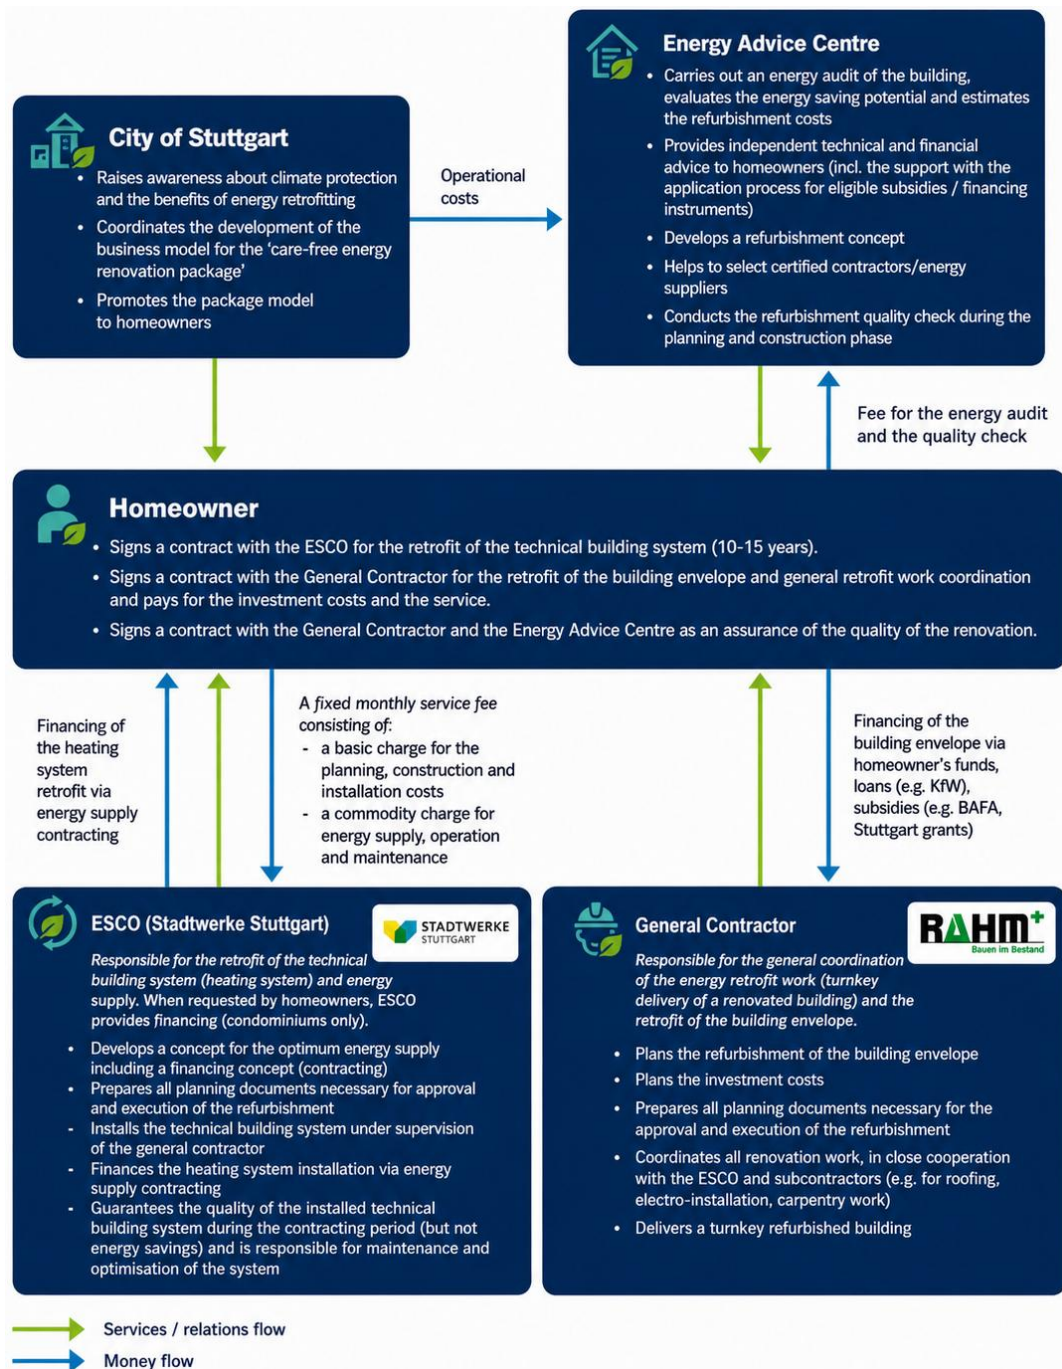 City of Stuttgart
• Raises awareness about climate protection
and the benefits of energy retrofitting
• Coordinates the development of the
business model for the ‘care-free energy
renovation package’
• Promotes the package model
to homeowners
Operational
costs
Energy Advice Centre
• Carries out an energy audit of the building,
evaluates the energy saving potential and estimates
the refurbishment costs
• Provides independent technical and financial
advice to homeowners (incl. the support with the
application process for eligible subsidies / financing
instruments)
• Develops a refurbishment concept
• Helps to select certified contractors/energy
suppliers
• Conducts the refurbishment quality check during the
planning and construction phase
Fee for the energy audit
and the quality check
Homeowner
• Signs a contract with the ESCO for the retrofit of the technical building system (10-15 years).
• Signs a contract with the General Contractor for the retrofit of the building envelope and general retrofit work coordination
and pays for the investment costs and the service.
• Signs a contract with the General Contractor and the Energy Advice Centre as an assurance of the quality of the renovation.
Financing of
the heating
system
retrofit via
energy supply
contracting
A fixed monthly service fee
consisting of:
- a basic charge for the
planning, construction and
installation costs
- a commodity charge for
energy supply, operation
and maintenance
Financing of the
building envelope via
homeowner's funds,
loans (e.g. KfW),
subsidies (e.g. BAFA,
Stuttgart grants)
ESCO (Stadtwerke Stuttgart)
STADTWERKE
STUTTGART
Responsible for the retrofit of the technical
building system (heating system) and energy
supply. When requested by homeowners, ESCO
provides financing (condominiums only).
• Develops a concept for the optimum energy supply
including a financing concept (contracting)
• Prepares all planning documents necessary for approval
and execution of the refurbishment
- Installs the technical building system under supervision
of the general contractor
- Finances the heating system installation via energy
supply contracting
- Guarantees the quality of the installed technical
building system during the contracting period (but not
energy savings) and is responsible for maintenance and
optimisation of the system
General Contractor
RAHM+
Bauen im Bestand
Responsible for the general coordination
of the energy retrofit work (turnkey
delivery of a renovated building) and the
retrofit of the building envelope.
• Plans the refurbishment of the building envelope
• Plans the investment costs
• Prepares all planning documents necessary for the
approval and execution of the refurbishment
• Coordinates all renovation work, in close cooperation
with the ESCO and subcontractors (e.g. for roofing,
electro-installation, carpentry work)
• Delivers a turnkey refurbished building
Services / relations flow
Money flow